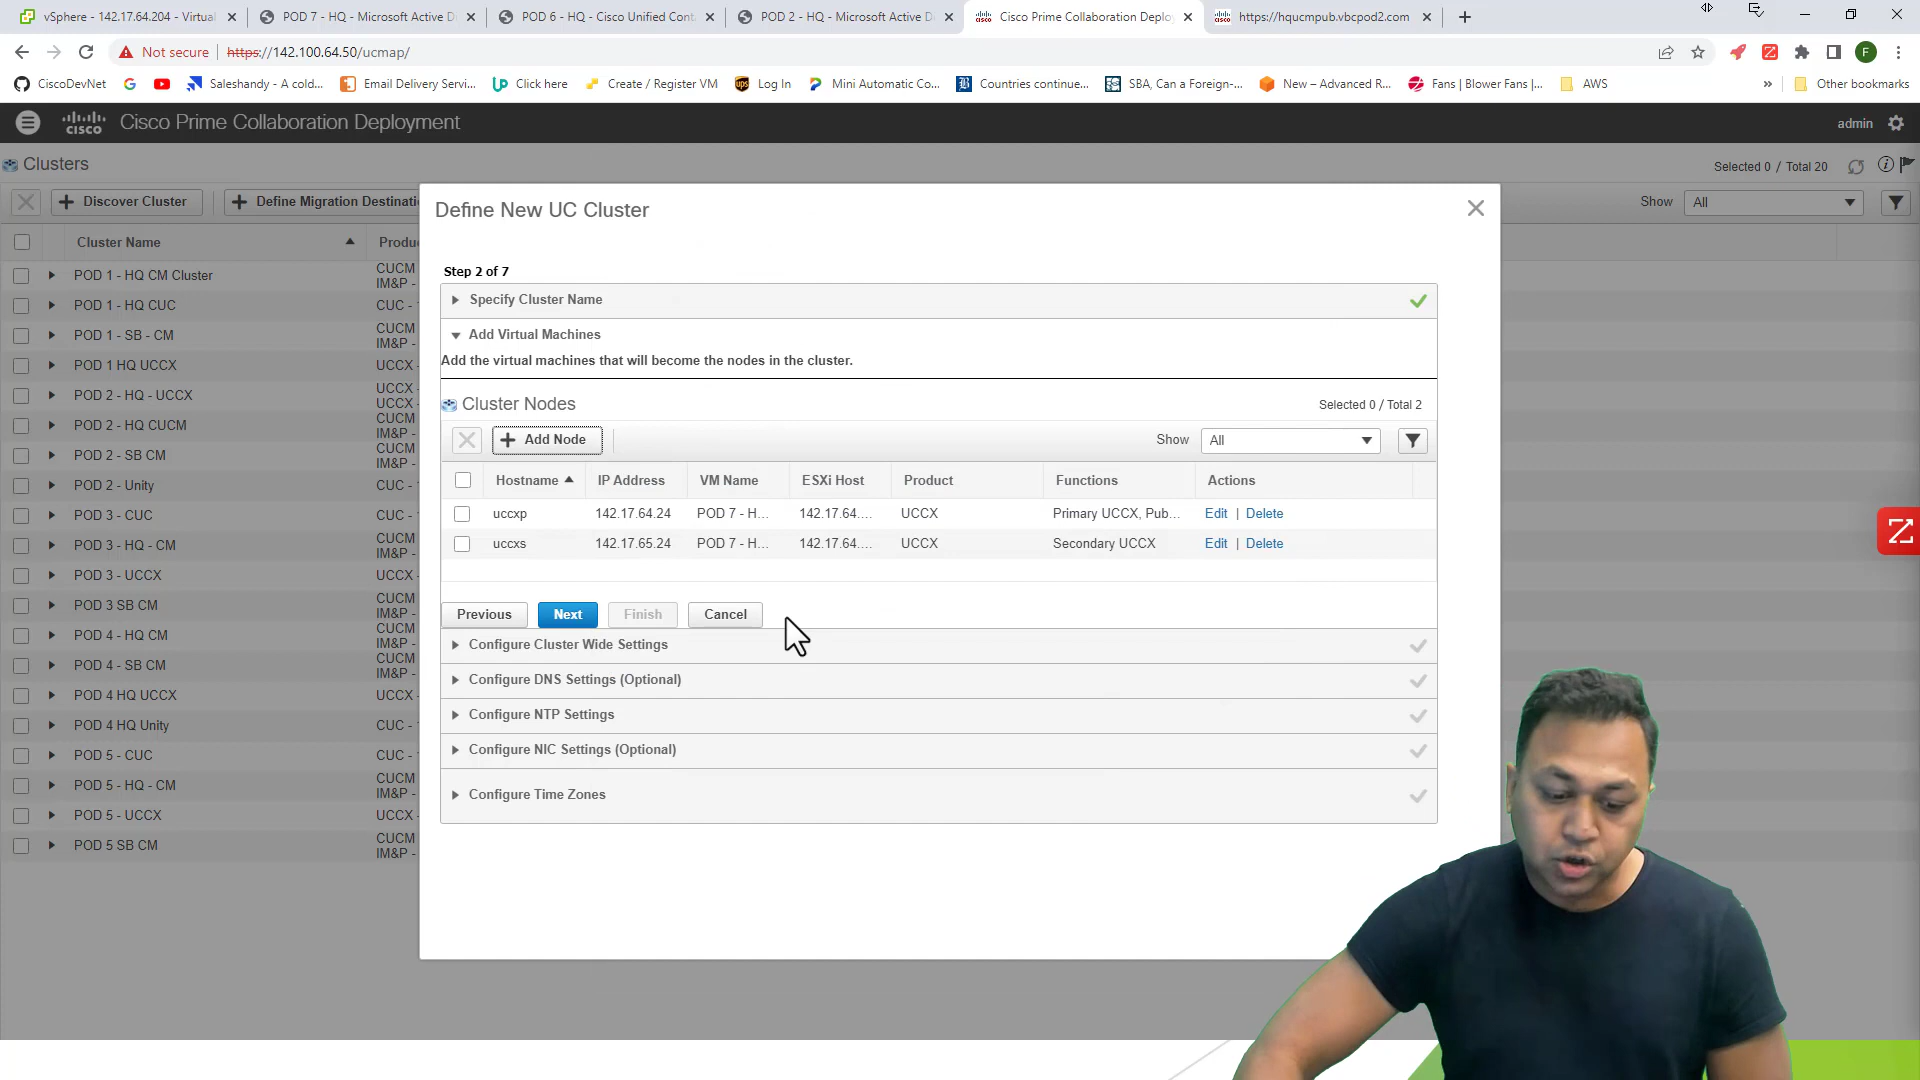 vSphere - 142.17.64.204 - Virtual
POD 7 - HQ - Microsoft Active D
POD 6 - HQ - Cisco Unified Cont
POD 2 - HQ - Microsoft Active D
Cisco Prime Collaboration Deplo
https://hqucmpub.vbcpod2.com
Not secure
https://142.100.64.50/ucmap/
F
CiscoDevNet
Saleshandy - A cold...
Email Delivery Servi...
Click here
Create / Register VM
Log In
Mini Automatic Co...
Countries continue...
SBA, Can a Foreign-...
New – Advanced R...
Fans | Blower Fans |...
AWS
»
Other bookmarks
cisco
Cisco Prime Collaboration Deployment
admin
Clusters
Selected 0 / Total 20
Discover Cluster
Define Migration Destinati
Show
All
Cluster Name
Produ
POD 1 - HQ CM Cluster
CUCM
IM&P -
POD 1 - HQ CUC
CUC - 
POD 1 - SB - CM
CUCM
IM&P -
POD 1 HQ UCCX
UCCX -
POD 2 - HQ - UCCX
UCCX -
UCCX -
POD 2 - HQ CUCM
CUCM
IM&P -
POD 2 - SB CM
CUCM
IM&P -
POD 2 - Unity
CUC - 
POD 3 - CUC
CUC - 
POD 3 - HQ - CM
CUCM
IM&P -
POD 3 - UCCX
UCCX -
POD 3 SB CM
CUCM
IM&P -
POD 4 - HQ CM
CUCM
IM&P -
POD 4 - SB CM
CUCM
IM&P -
POD 4 HQ UCCX
UCCX -
POD 4 HQ Unity
CUC - 
POD 5 - CUC
CUC - 
POD 5 - HQ - CM
CUCM
IM&P -
POD 5 - UCCX
UCCX -
POD 5 SB CM
CUCM
IM&P -
Define New UC Cluster
Step 2 of 7
Specify Cluster Name
Add Virtual Machines
Add the virtual machines that will become the nodes in the cluster.
Cluster Nodes
Selected 0 / Total 2
Add Node
Show
All
Hostname
IP Address
VM Name
ESXi Host
Product
Functions
Actions
uccxp
142.17.64.24
POD 7 - H...
142.17.64....
UCCX
Primary UCCX, Pub...
Edit | Delete
uccxs
142.17.65.24
POD 7 - H...
142.17.64....
UCCX
Secondary UCCX
Edit | Delete
Previous
Next
Finish
Cancel
Configure Cluster Wide Settings
Configure DNS Settings (Optional)
Configure NTP Settings
Configure NIC Settings (Optional)
Configure Time Zones